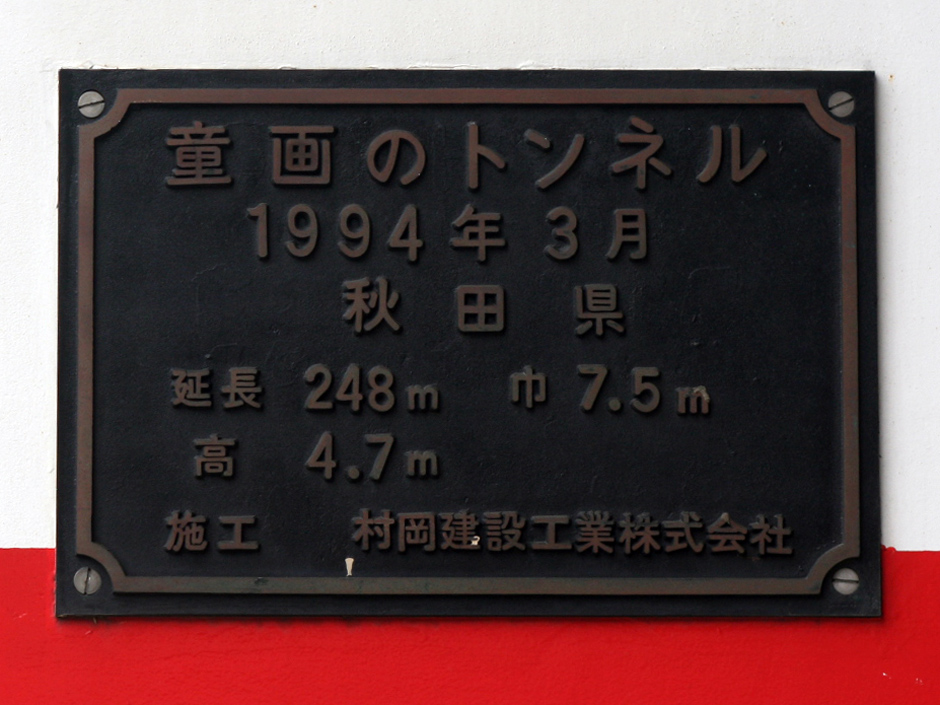 童画のトンネル
1994年3月
秋田県
延長 248m 巾 7.5m
高 4.7m
施工 村岡建設工業株式会社